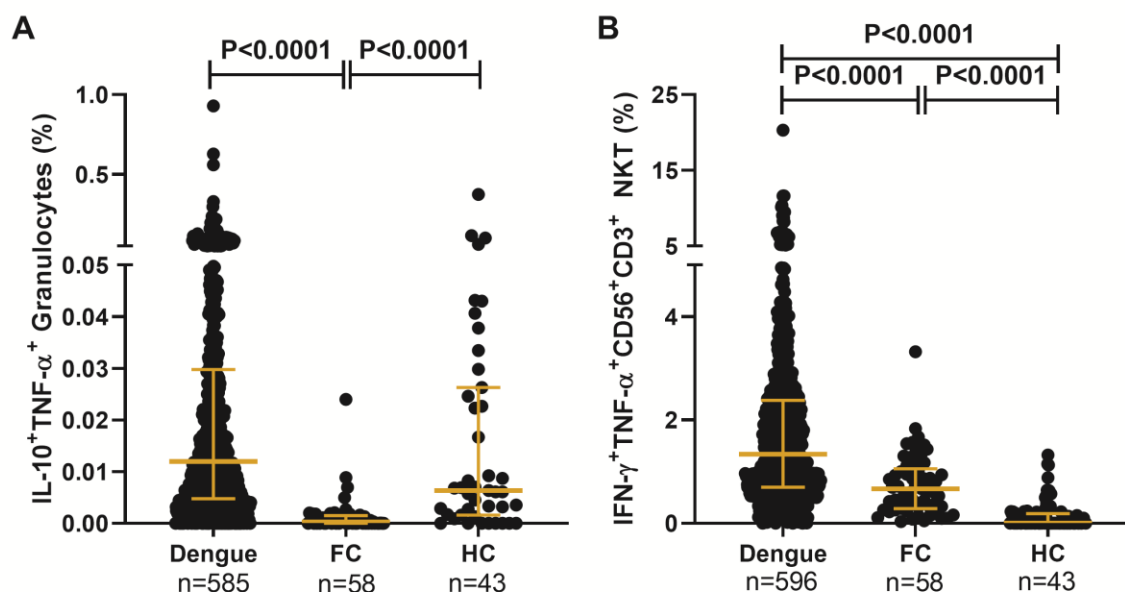 A
P<0.0001 P<0.0001
IL-10⁺TNF-α⁺ Granulocytes (%)
1.0
0.5
0.05
0.04
0.03
0.02
0.01
0.00
Dengue FC HC
n=585 n=58 n=43
B
P<0.0001
P<0.0001 P<0.0001
IFN-γ⁺TNF-α⁺CD56⁺CD3⁺ NKT (%)
25
15
5
4
2
0
Dengue FC HC
n=596 n=58 n=43